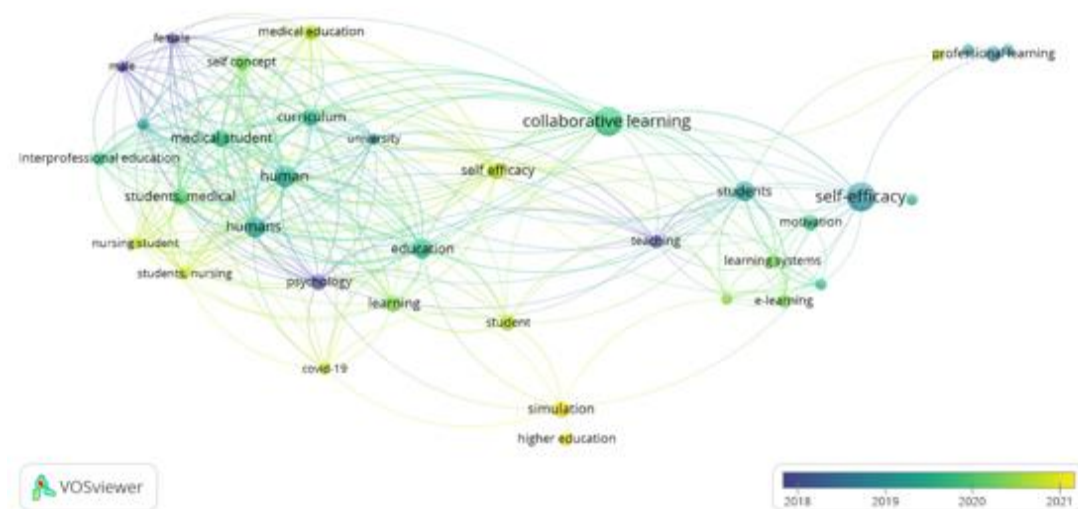 female
medical education
male
self concept
professional learning
collaborative learning
curriculum
university
medical student
interprofessional education
self efficacy
human
students
students, medical
self-efficacy
motivation
humans
nursing student
teaching
education
learning systems
students, nursing
psychology
learning
e-learning
student
covid-19
simulation
higher education
VOSviewer
2018 2019 2020 2021